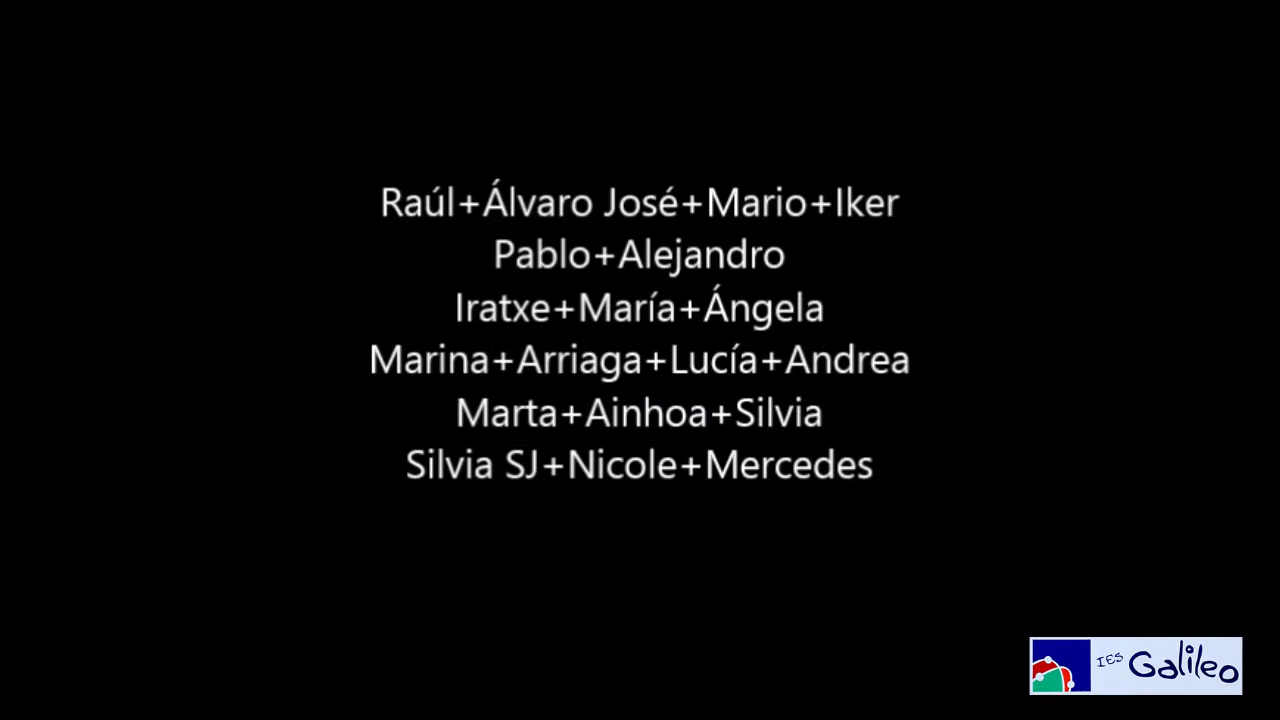 Raúl+Álvaro José+Mario+Iker
Pablo+Alejandro
Iratxe+María+Ángela
Marina+Arriaga+Lucía+Andrea
Marta+Ainhoa+Silvia
Silvia SJ+Nicole+Mercedes
IES Galileo